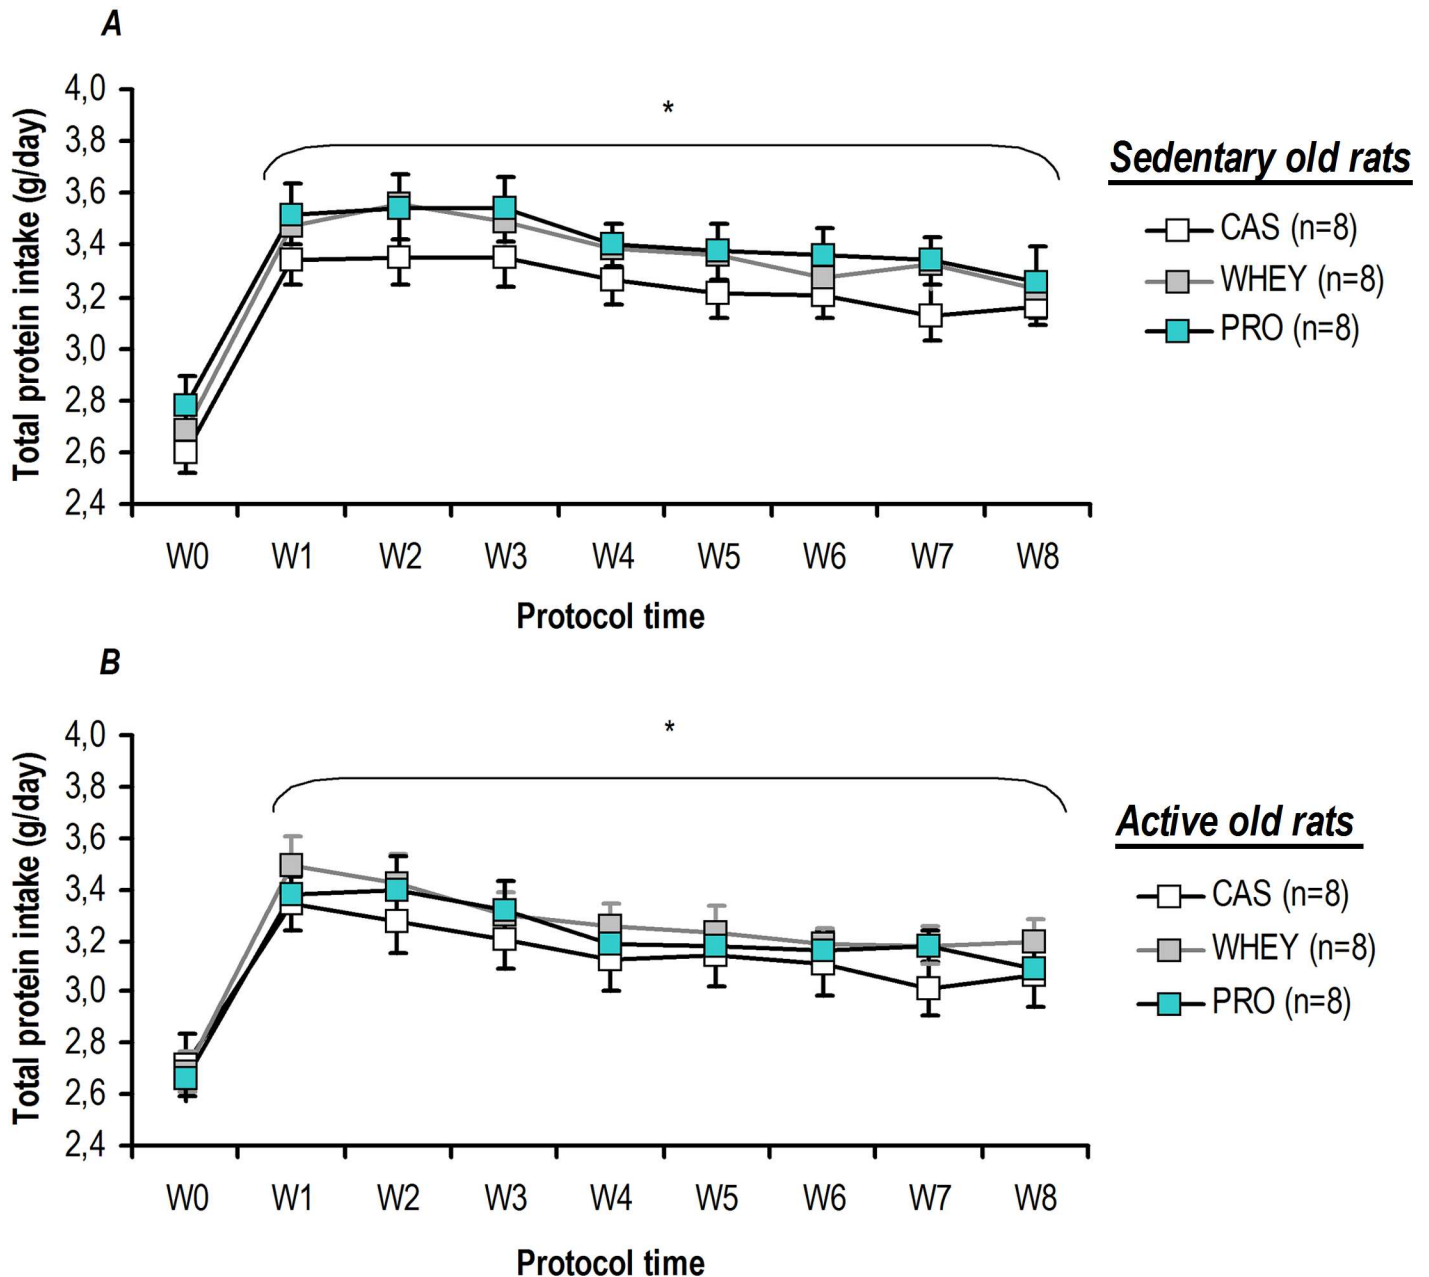 A
Total protein intake (g/day)
4,0
3,8
3,6
3,4
3,2
3,0
2,8
2,6
2,4
*
W0 W1 W2 W3 W4 W5 W6 W7 W8
Protocol time
Sedentary old rats
CAS (n=8)
WHEY (n=8)
PRO (n=8)
B
Total protein intake (g/day)
4,0
3,8
3,6
3,4
3,2
3,0
2,8
2,6
2,4
*
W0 W1 W2 W3 W4 W5 W6 W7 W8
Protocol time
Active old rats
CAS (n=8)
WHEY (n=8)
PRO (n=8)